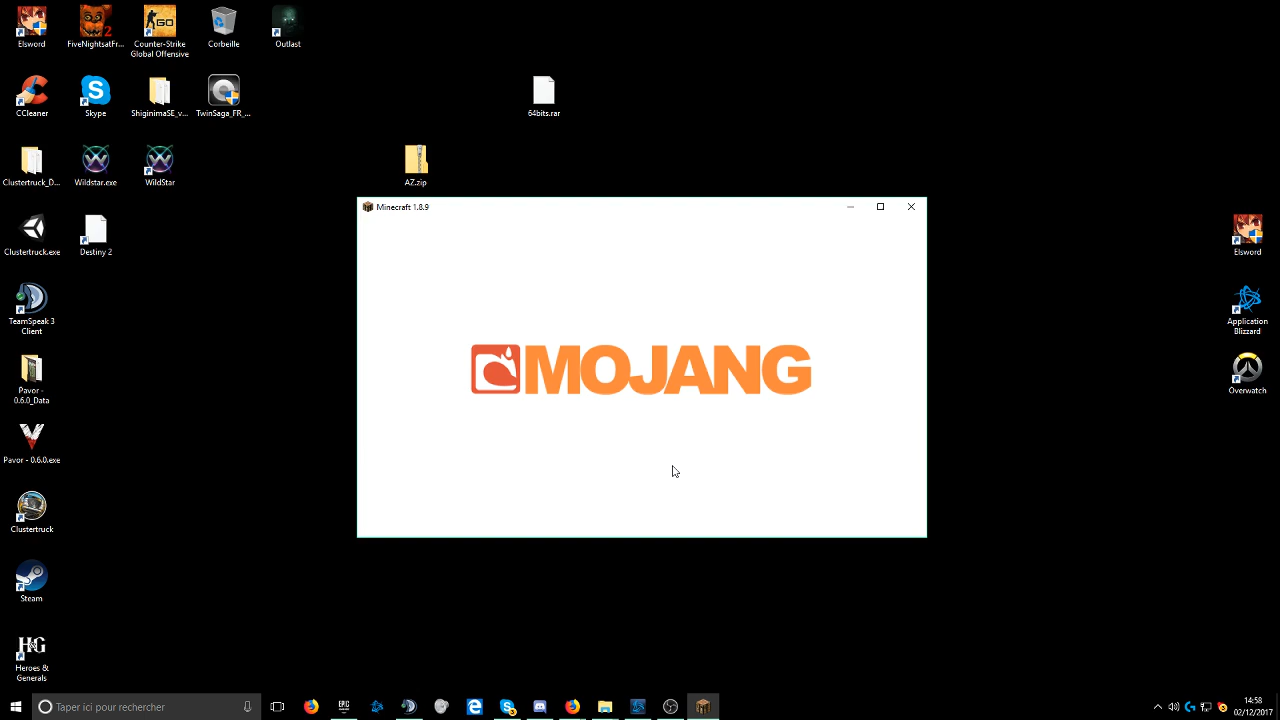 Elsword
FiveNightsatFr...
Counter-Strike
Global Offensive
Corbeille
Outlast
CCleaner
Skype
ShiginimaSE_v...
TwinSaga_FR_...
64bits.rar
Clustertruck_D...
Wildstar.exe
WildStar
AZ.zip
Minecraft 1.8.9
MOJANG
Clustertruck.exe
Destiny 2
Elsword
TeamSpeak 3
Client
Application
Blizzard
Pavor -
0.6.0_Data
Overwatch
Pavor - 0.6.0.exe
Clustertruck
Steam
H&G
Heroes &
Generals
Taper ici pour rechercher
EPIC
14:58
02/12/2017